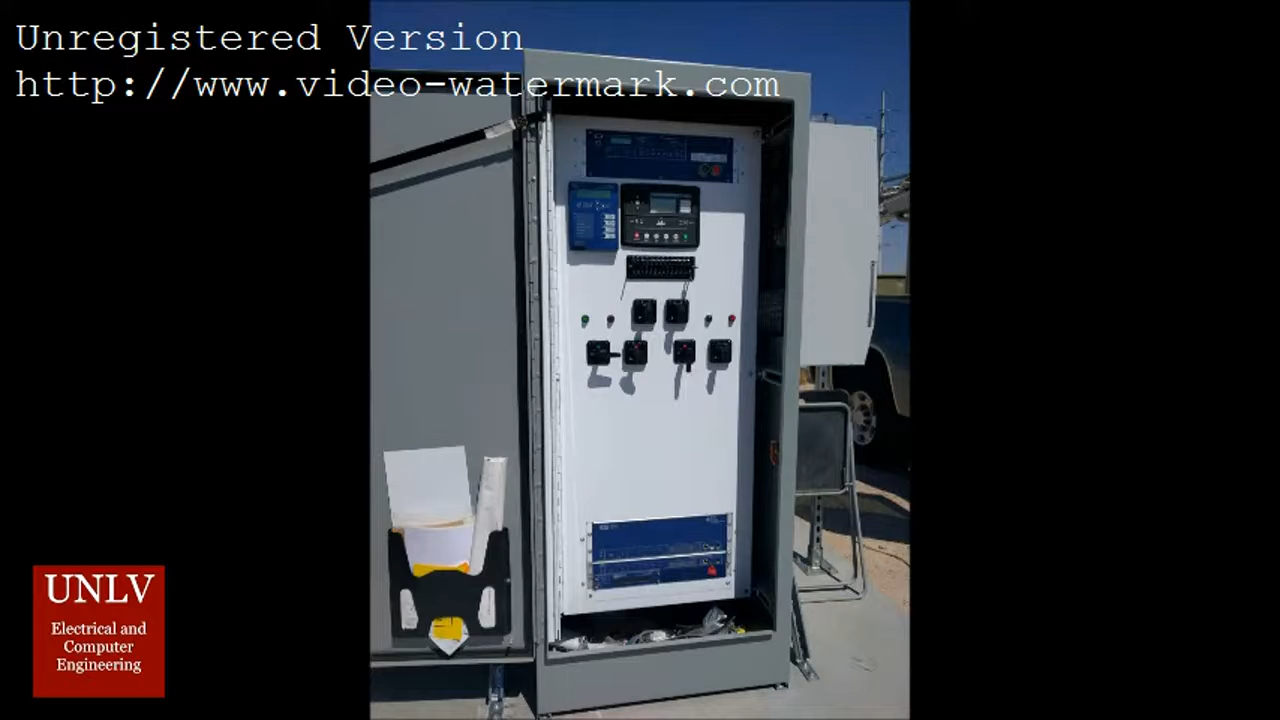 Unregistered Version
http://www.video-watermark.com
UNLV
Electrical and
Computer
Engineering